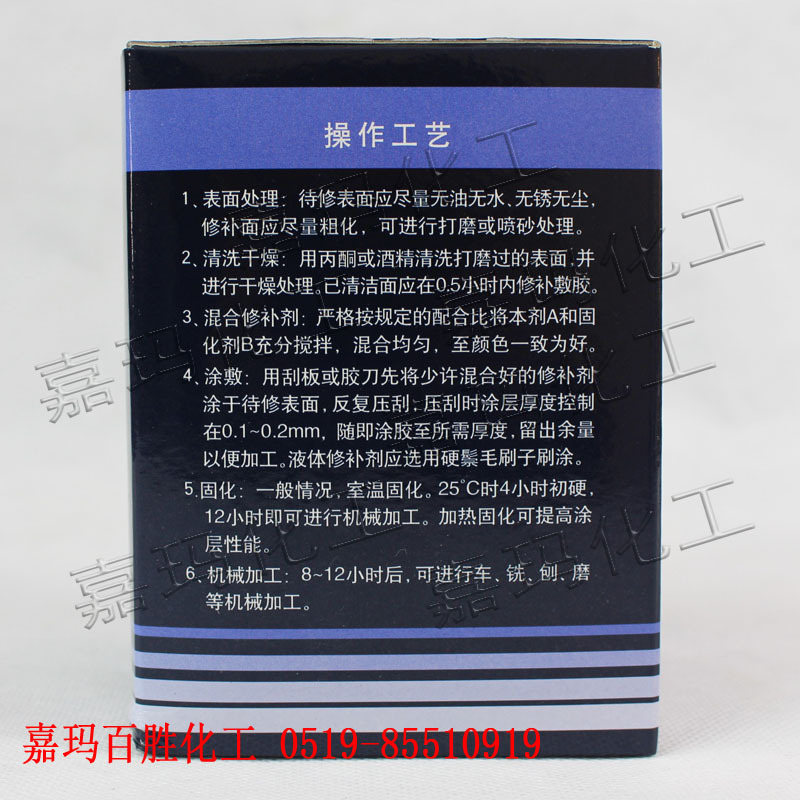 操作工艺
1、表面处理：待修表面应尽量无油无水、无锈无尘，
修补面应尽量粗化，可进行打磨或喷砂处理。
2、清洗干燥：用丙酮或酒精清洗打磨过的表面，并
进行干燥处理。已清洁面应在0.5小时内修补敷胶。
3、混合修补剂：严格按规定的配合比将本剂A和固
化剂B充分搅拌，混合均匀，至颜色一致为好。
4、涂敷：用刮板或胶刀先将少许混合好的修补剂
涂于待修表面，反复压刮；压刮时涂层厚度控制
在0.1~0.2mm，随即涂胶至所需厚度，留出余量
以便加工。液体修补剂应选用硬鬃毛刷子刷涂。
5.固化：一般情况，室温固化。25°C时4小时初硬，
12小时即可进行机械加工。加热固化可提高涂
层性能。
6、机械加工：8~12小时后，可进行车、铣、刨、磨
等机械加工。
嘉玛化工
嘉玛化工
嘉玛化工
嘉玛百胜化工 0519-85510919